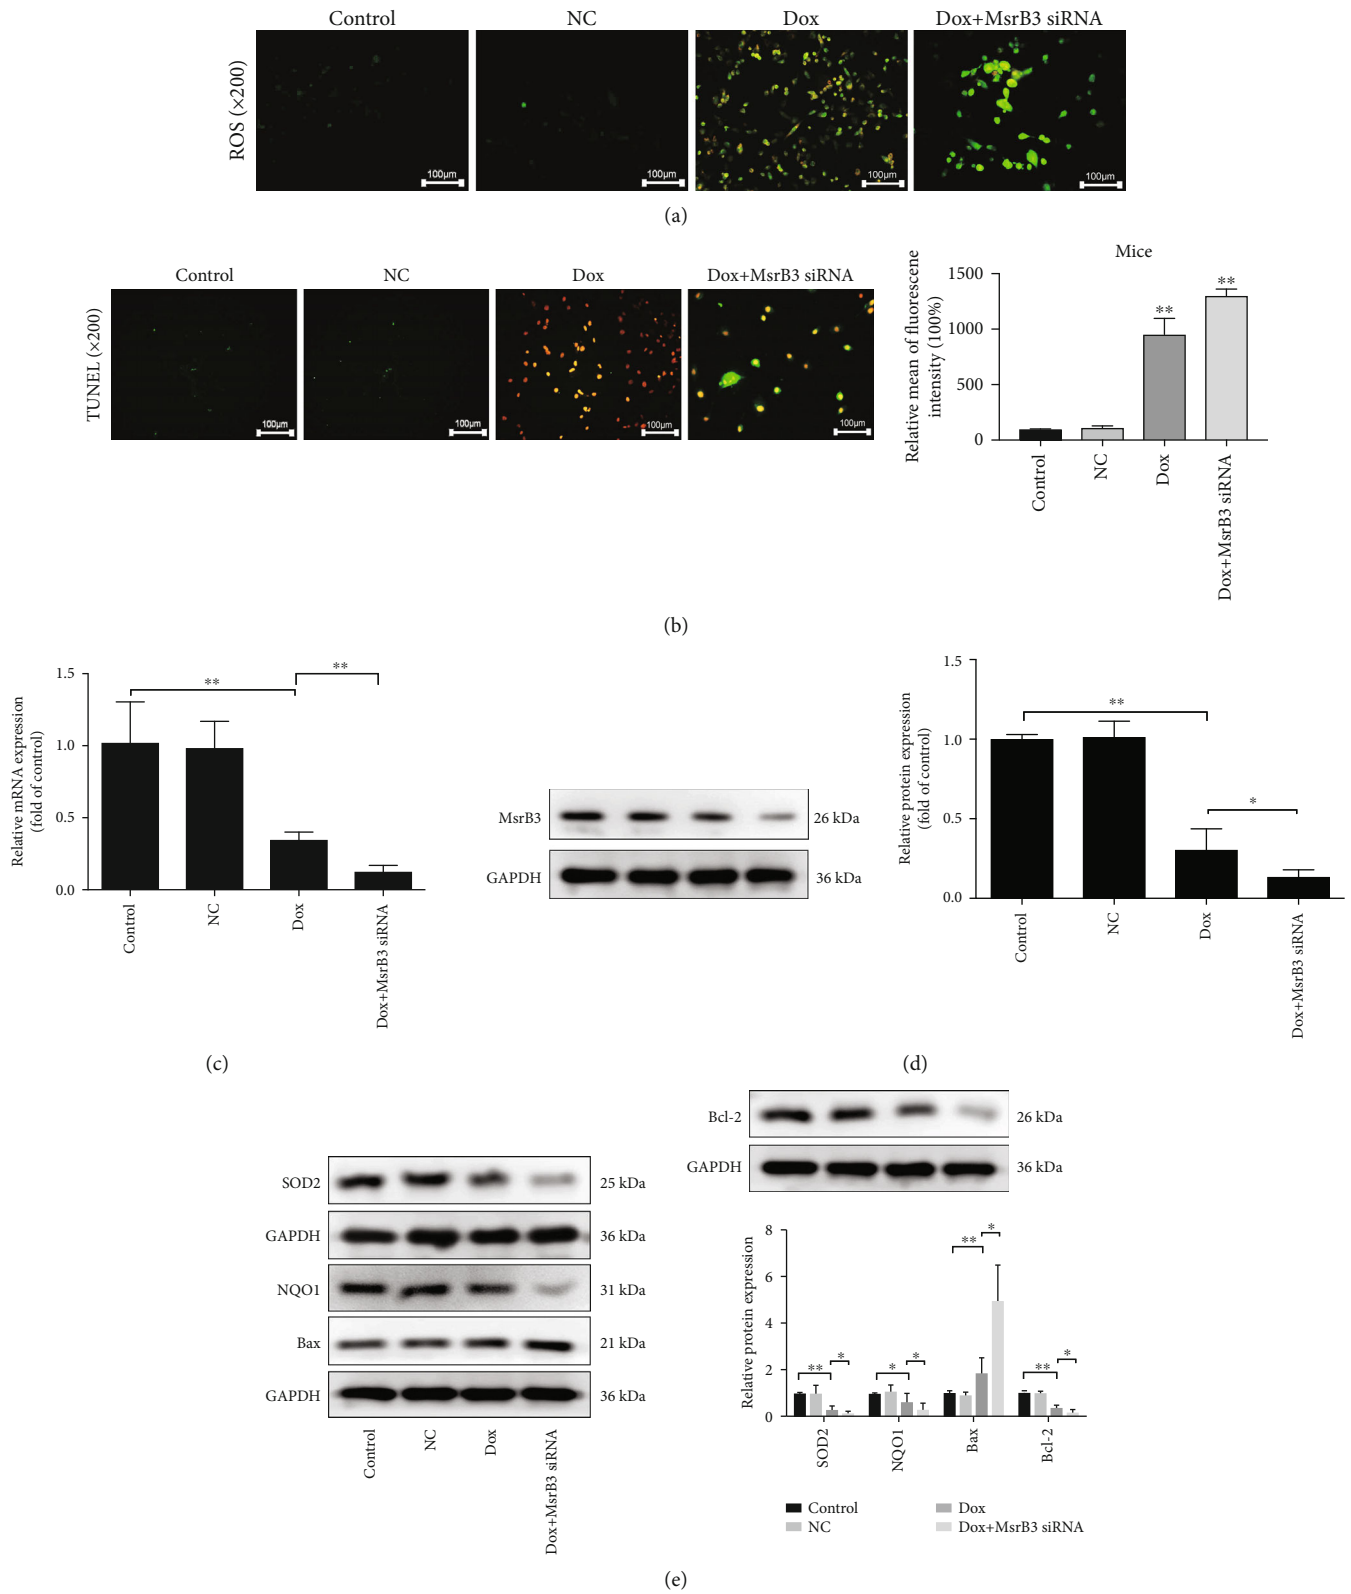 Control NC Dox Dox+MsrB3 siRNA
ROS (×200)
100μm 100μm 100μm 100μm
(a)
Control NC Dox Dox+MsrB3 siRNA
TUNEL (×200)
100μm 100μm 100μm 100μm
Mice
Relative mean of fluorescene
intensity (100%)
1500
1000
500
0
**
**
Control
NC
Dox
Dox+MsrB3 siRNA
(b)
Relative mRNA expression
(fold of control)
1.5
1.0
0.5
0.0
**
**
Control
NC
Dox
Dox+MsrB3 siRNA
(c)
MsrB3 26 kDa
GAPDH 36 kDa
Relative protein expression
(fold of control)
1.5
1.0
0.5
0.0
**
*
Control
NC
Dox
Dox+MsrB3 siRNA
(d)
SOD2 25 kDa
GAPDH 36 kDa
NQO1 31 kDa
Bax 21 kDa
GAPDH 36 kDa
Control
NC
Dox
Dox+MsrB3 siRNA
Bcl-2 26 kDa
GAPDH 36 kDa
Relative protein expression
8
6
4
2
0
** *
* *
** *
** *
SOD2
NQO1
Bax
Bcl-2
Control Dox
NC Dox+MsrB3 siRNA
(e)